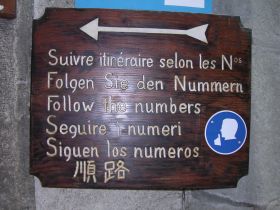 Suivre itinéraire selon les Nos
Folgen Sie den Nummern
Follow the numbers
Seguire i numeri
Siguen los numeros
順路